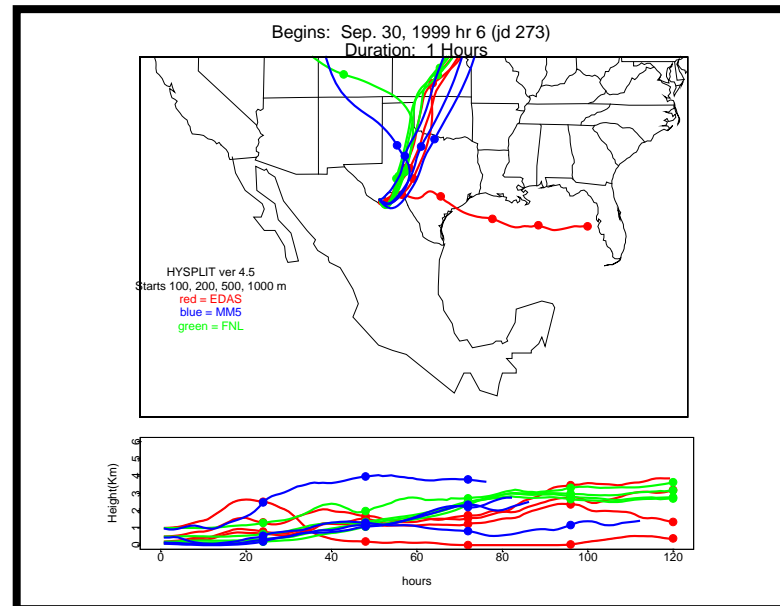 Begins:  Sep. 30, 1999 hr 6 (jd 273)
Duration:  1 Hours
HYSPLIT ver 4.5
Starts 100, 200, 500, 1000 m
red = EDAS
blue = MM5
green = FNL
Height(Km)
6
5
4
3
2
1
0
0 20 40 60 80 100 120
hours